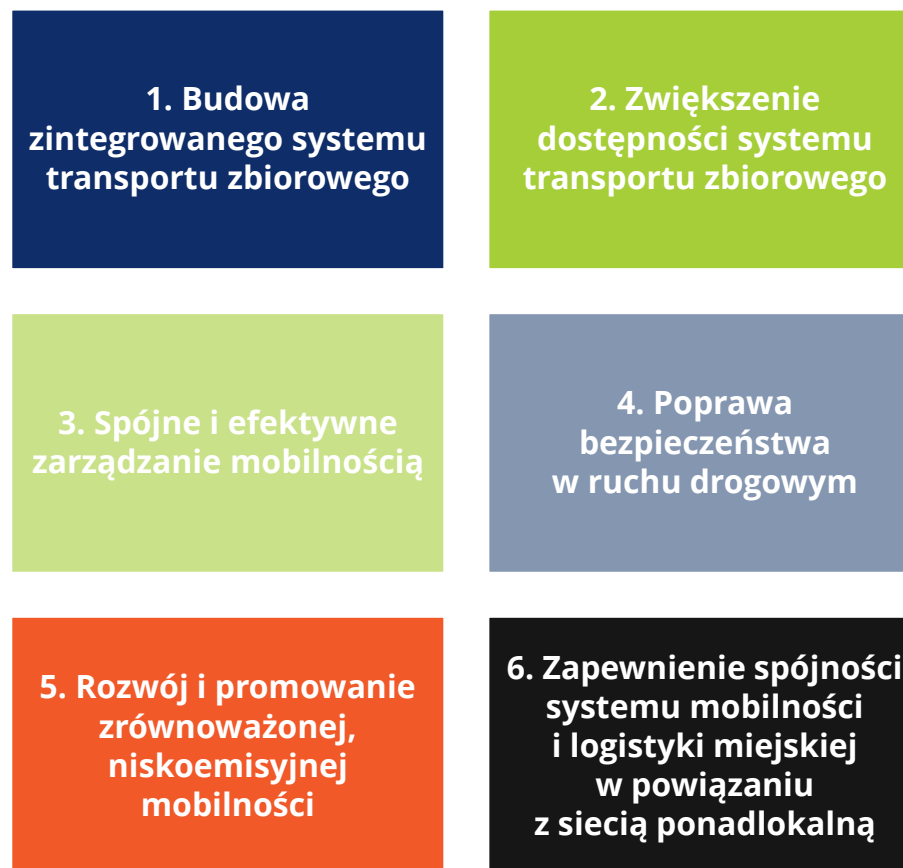 1. Budowa
zintegrowanego systemu
transportu zbiorowego
2. Zwiększenie
dostępności systemu
transportu zbiorowego
3. Spójne i efektywne
zarządzanie mobilnością
4. Poprawa
bezpieczeństwa
w ruchu drogowym
5. Rozwój i promowanie
zrównoważonej,
niskoemisyjnej
mobilności
6. Zapewnienie spójności
systemu mobilności
i logistyki miejskiej
w powiązaniu
z siecią ponadlokalną